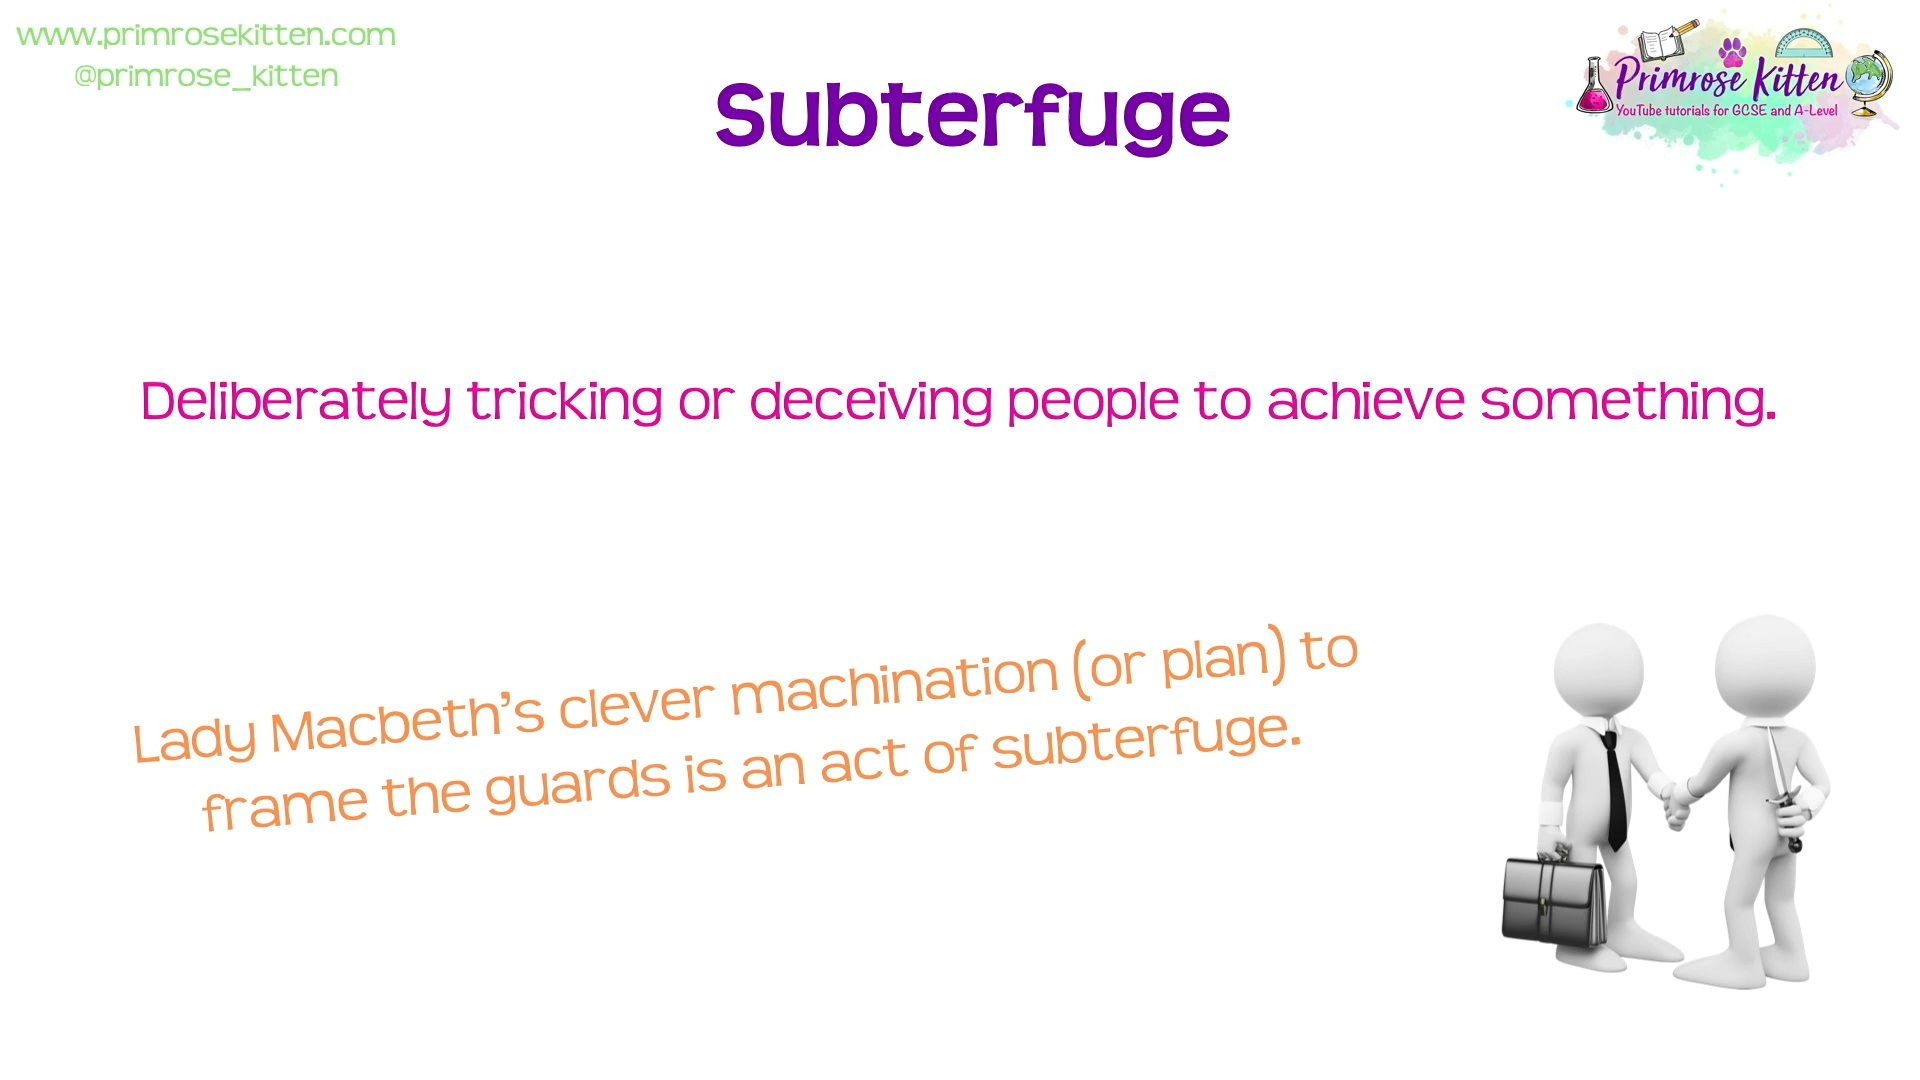 www.primrosekitten.com
@primrose_kitten
Primrose Kitten
YouTube tutorials for GCSE and A-Level
Subterfuge
Deliberately tricking or deceiving people to achieve something.
Lady Macbeth's clever machination (or plan) to
frame the guards is an act of subterfuge.